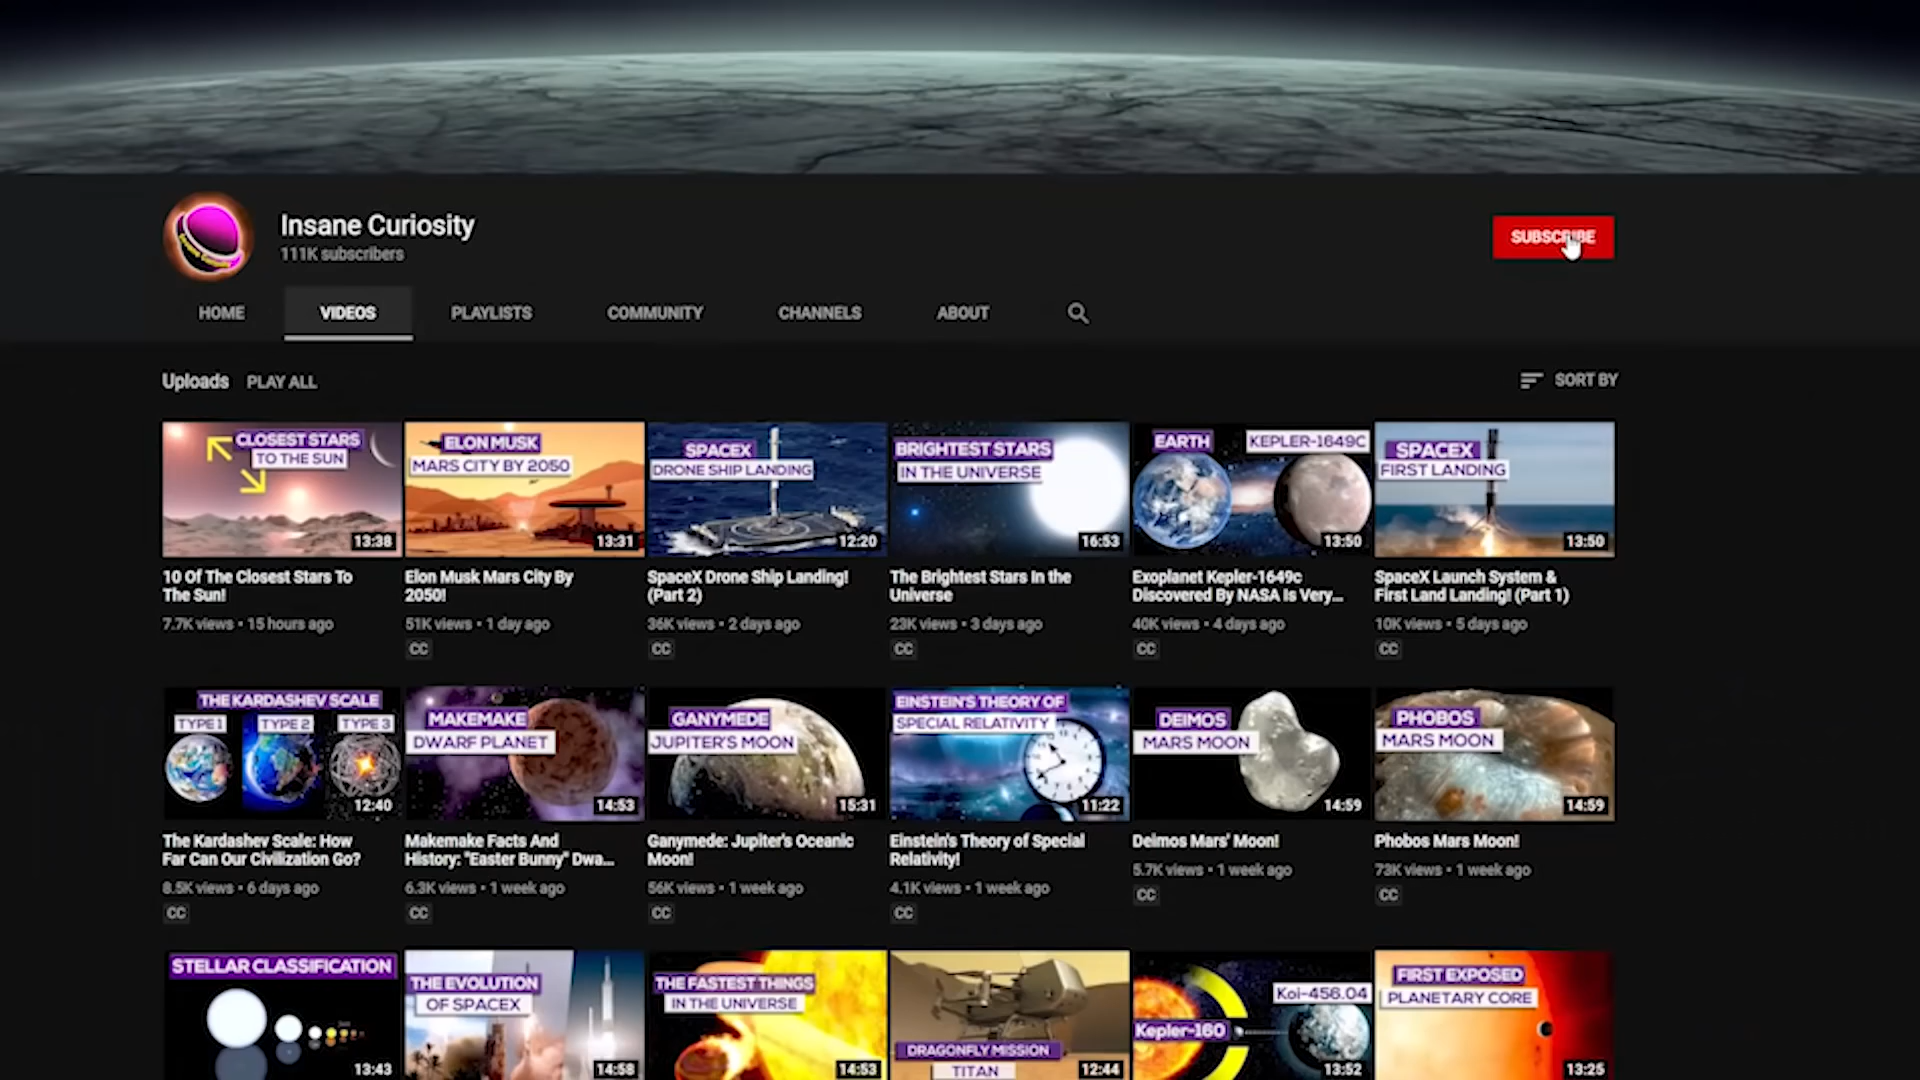 Insane Curiosity
111K subscribers
SUBSCRIBE
HOME
VIDEOS
PLAYLISTS
COMMUNITY
CHANNELS
ABOUT
Uploads
PLAY ALL
SORT BY
CLOSEST STARS
TO THE SUN
13:38
ELON MUSK
MARS CITY BY 2050
13:31
SPACEX
DRONE SHIP LANDING
12:20
BRIGHTEST STARS
IN THE UNIVERSE
16:53
EARTH
KEPLER-1649C
13:50
SPACEX
FIRST LANDING
13:50
10 Of The Closest Stars To
The Sun!
7.7K views • 15 hours ago
Elon Musk Mars City By
2050!
51K views • 1 day ago
CC
SpaceX Drone Ship Landing!
(Part 2)
36K views • 2 days ago
CC
The Brightest Stars In the
Universe
23K views • 3 days ago
CC
Exoplanet Kepler-1649c
Discovered By NASA Is Very...
40K views • 4 days ago
CC
SpaceX Launch System &
First Land Landing! (Part 1)
10K views • 5 days ago
CC
THE KARDASHEV SCALE
TYPE 1
TYPE 2
TYPE 3
12:40
MAKEMAKE
DWARF PLANET
14:53
GANYMEDE
JUPITER'S MOON
15:31
EINSTEIN'S THEORY OF
SPECIAL RELATIVITY
11:22
DEIMOS
MARS MOON
14:59
PHOBOS
MARS MOON
14:59
The Kardashev Scale: How
Far Can Our Civilization Go?
8.5K views • 6 days ago
CC
Makemake Facts And
History: "Easter Bunny" Dwa...
6.3K views • 1 week ago
CC
Ganymede: Jupiter's Oceanic
Moon!
56K views • 1 week ago
CC
Einstein's Theory of Special
Relativity!
4.1K views • 1 week ago
CC
Deimos Mars' Moon!
5.7K views • 1 week ago
CC
Phobos Mars Moon!
73K views • 1 week ago
CC
STELLAR CLASSIFICATION
13:43
THE EVOLUTION
OF SPACEX
14:58
THE FASTEST THINGS
IN THE UNIVERSE
14:53
DRAGONFLY MISSION
TITAN
12:44
Koi-456.04
Kepler-160
13:52
FIRST EXPOSED
PLANETARY CORE
13:25